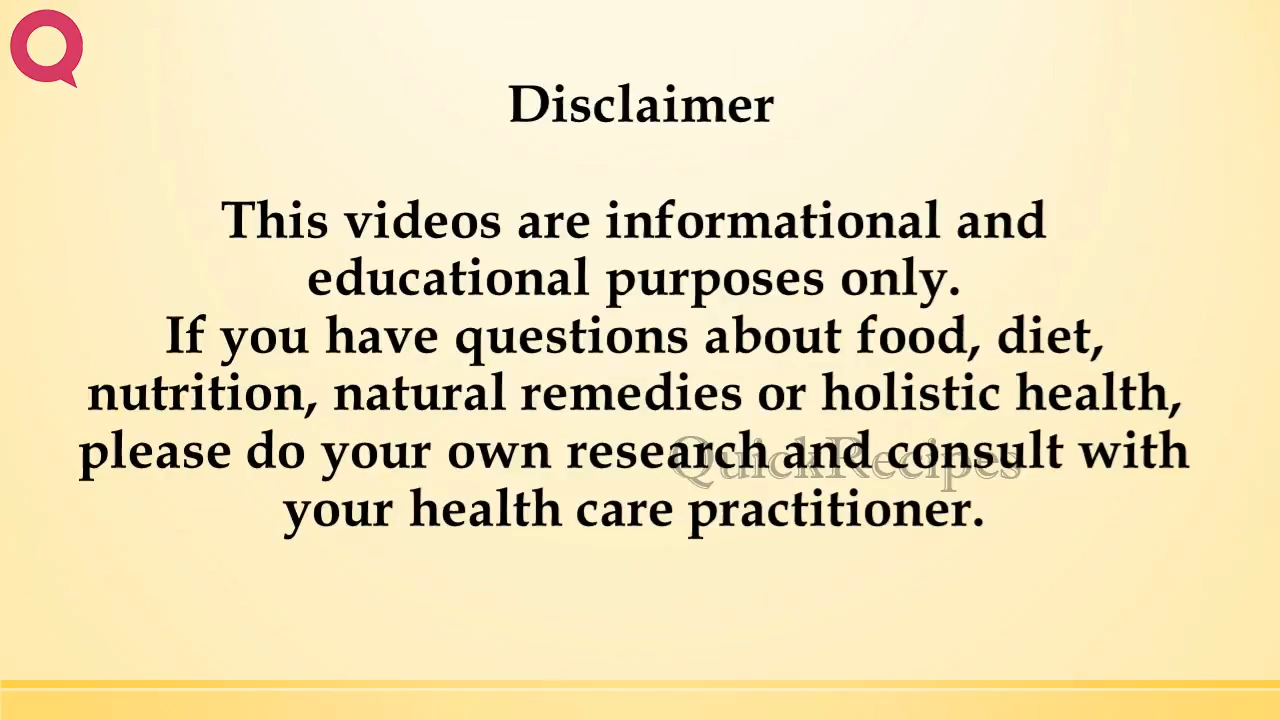 Disclaimer
This videos are informational and
educational purposes only.
If you have questions about food, diet,
nutrition, natural remedies or holistic health,
please do your own research and consult with
QuickRecipes
your health care practitioner.